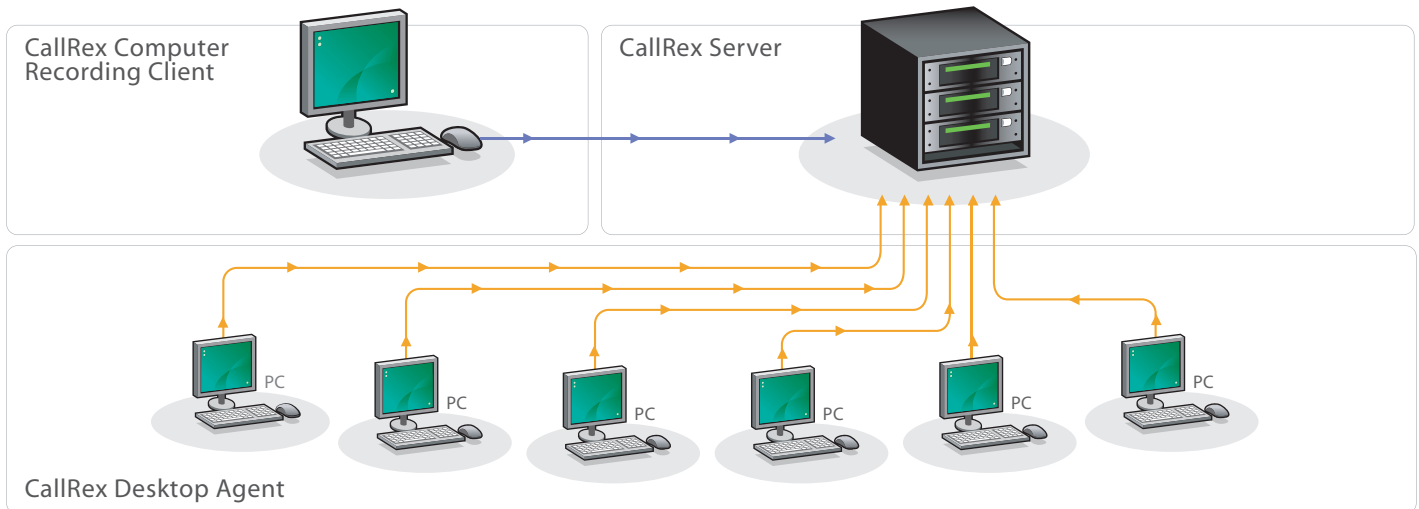 CallRex Computer
Recording Client
CallRex Server
PC
PC
PC
PC
PC
PC
CallRex Desktop Agent